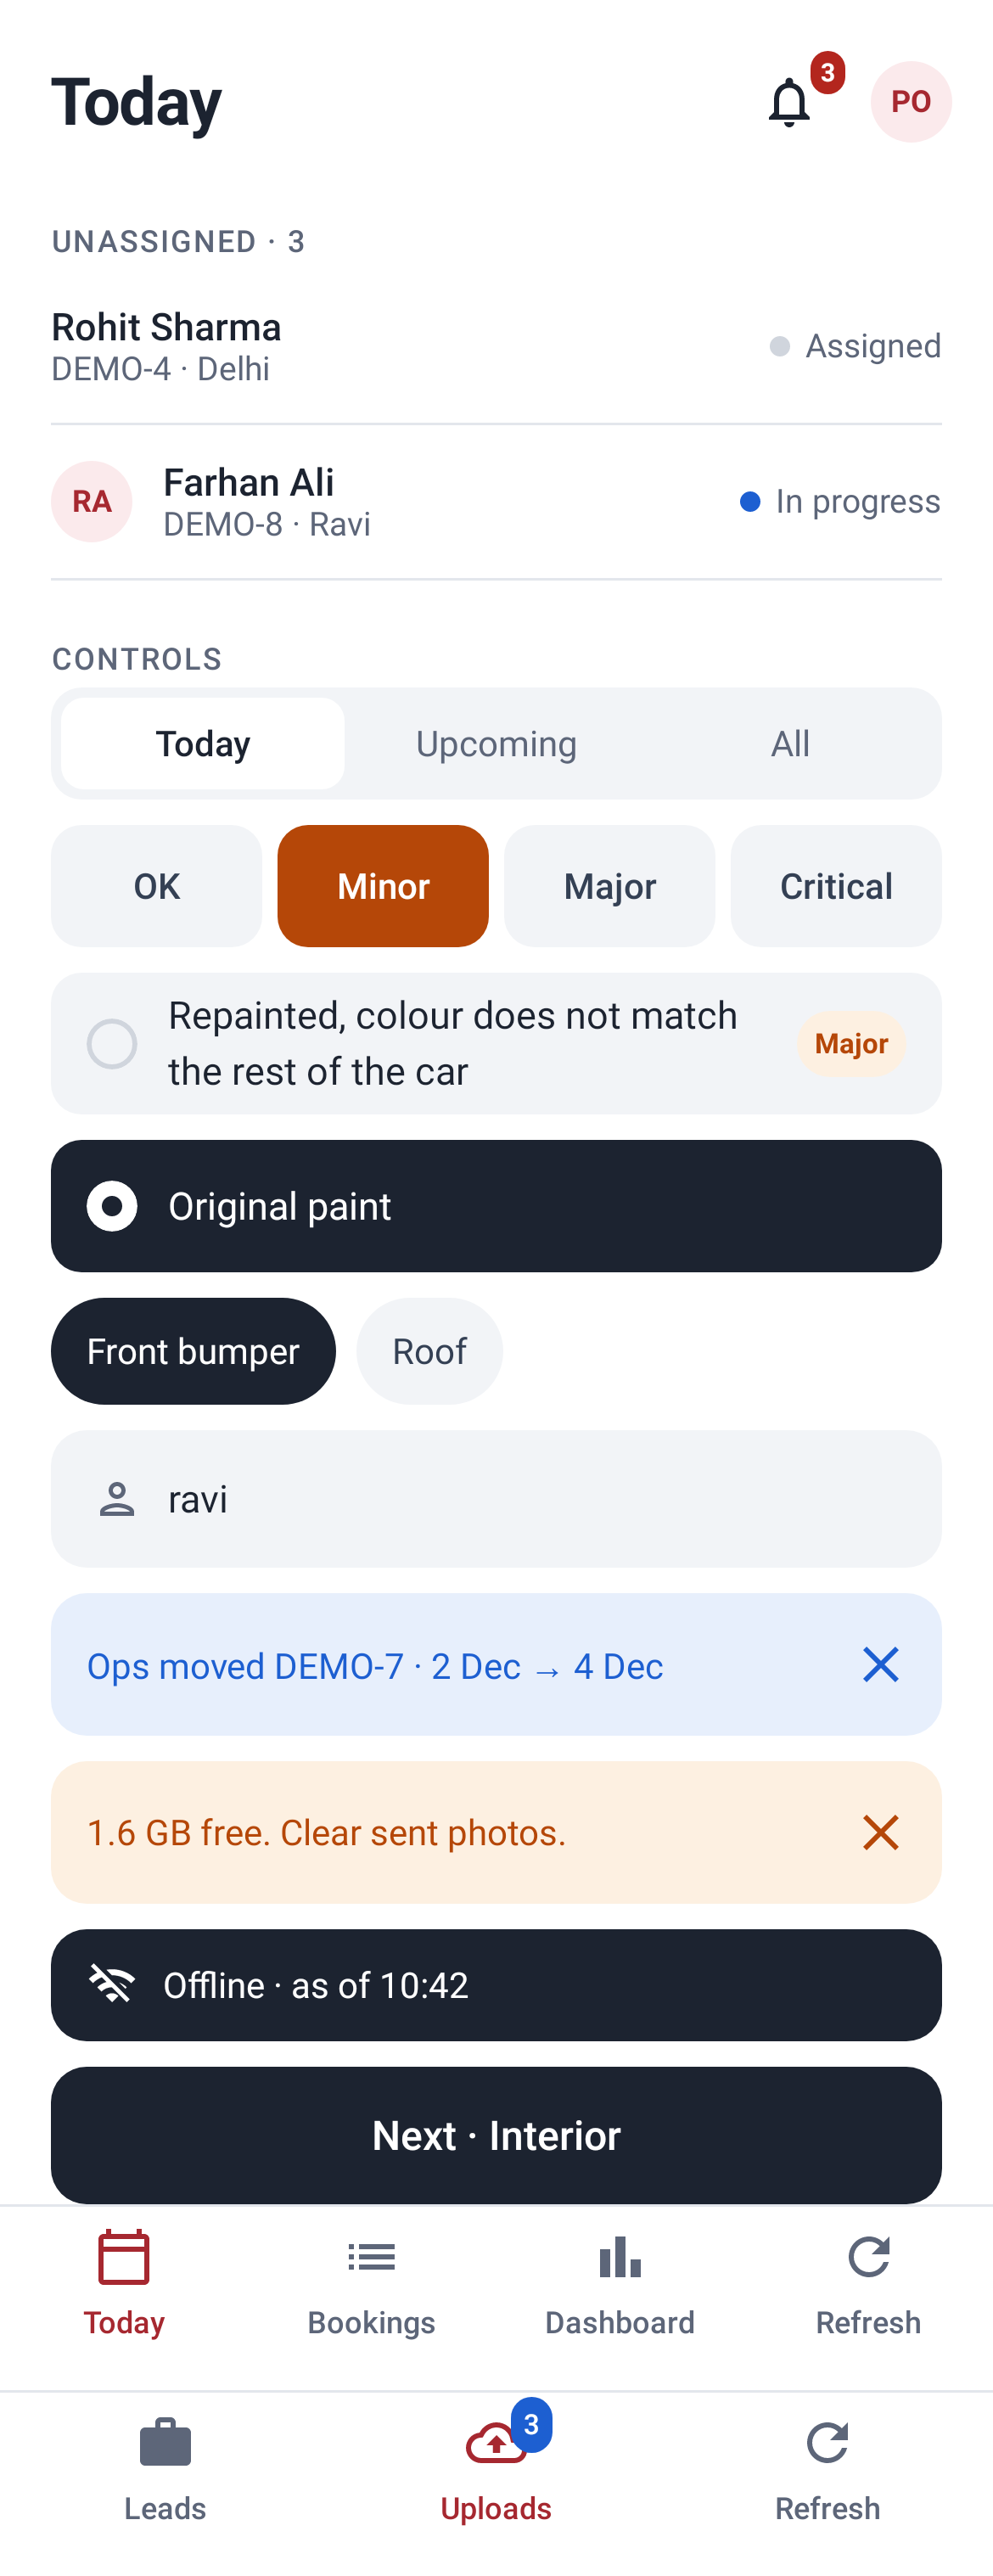 Today
3
PO
UNASSIGNED · 3
Rohit Sharma
DEMO-4 · Delhi
Assigned
RA
Farhan Ali
DEMO-8 · Ravi
In progress
CONTROLS
Today Upcoming All
OK Minor Major Critical
Repainted, colour does not match
the rest of the car
Major
Original paint
Front bumper Roof
ravi
Ops moved DEMO-7 · 2 Dec → 4 Dec
1.6 GB free. Clear sent photos.
Offline · as of 10:42
Next · Interior
Today Bookings Dashboard Refresh
3
Leads Uploads Refresh